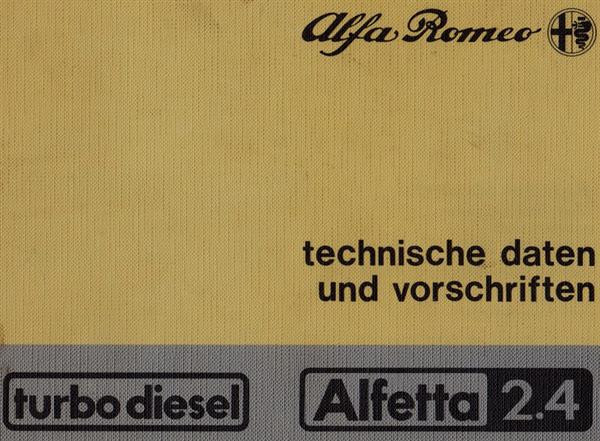 Alfa Romeo
technische daten
und vorschriften
turbo diesel
Alfetta 2.4